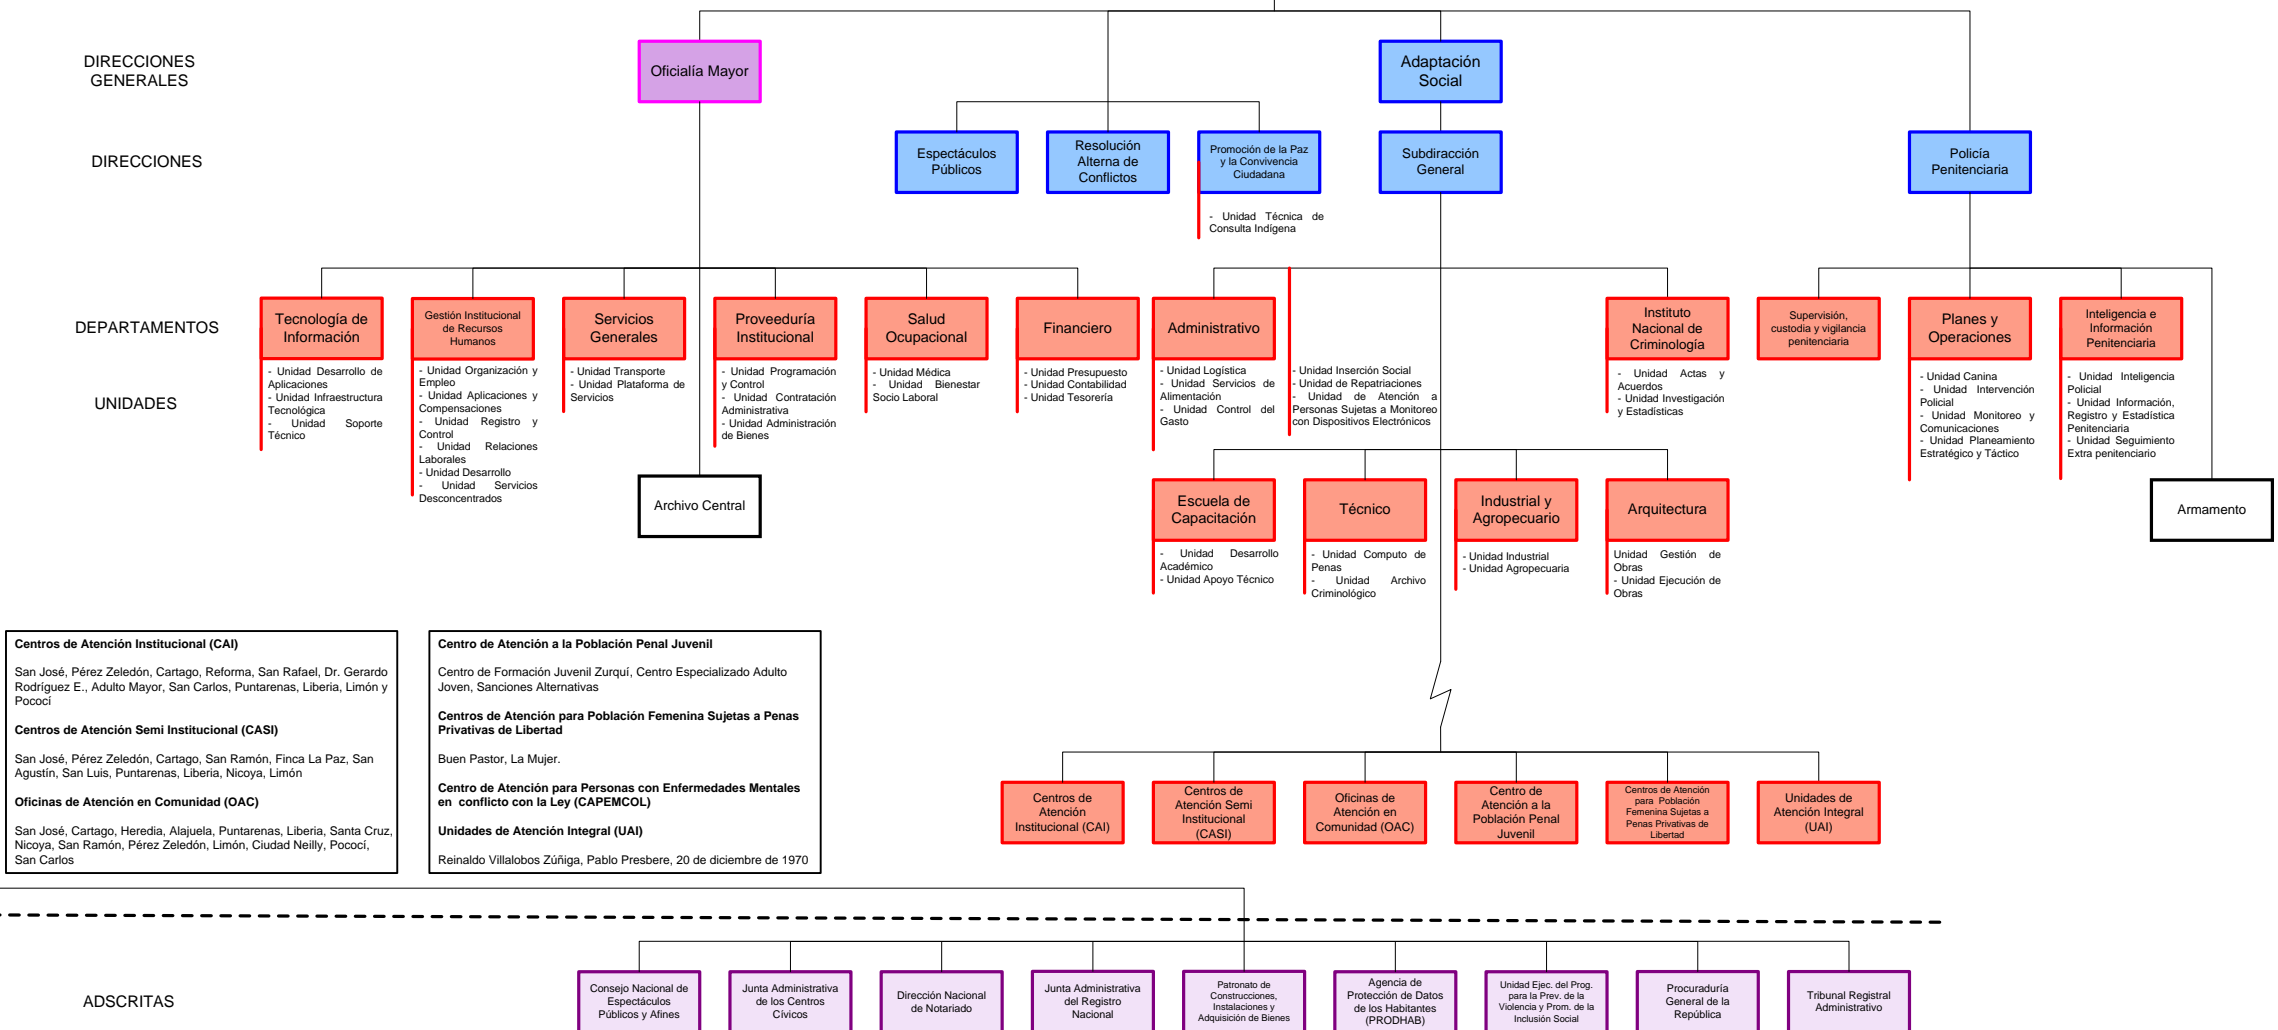 DIRECCIONES
GENERALES
Oficialía Mayor
Adaptación
Social
DIRECCIONES
Espectáculos
Públicos
Resolución
Alterna de
Conflictos
Promoción de la Paz
y la Convivencia
Ciudadana
- Unidad Técnica de
Consulta Indígena
Subdiracción
General
Policía
Penitenciaria
DEPARTAMENTOS
UNIDADES
Tecnología de
Información
- Unidad Desarrollo de
Aplicaciones
- Unidad Infraestructura
Tecnológica
- Unidad Soporte
Técnico
Gestión Institucional
de Recursos
Humanos
- Unidad Organización y
Empleo
- Unidad Aplicaciones y
Compensaciones
- Unidad Registro y
Control
- Unidad Relaciones
Laborales
- Unidad Desarrollo
- Unidad Servicios
Desconcentrados
Servicios
Generales
- Unidad Transporte
- Unidad Plataforma de
Servicios
Proveeduría
Institucional
- Unidad Programación
y Control
- Unidad Contratación
Administrativa
- Unidad Administración
de Bienes
Salud
Ocupacional
- Unidad Médica
- Unidad Bienestar
Socio Laboral
Financiero
- Unidad Presupuesto
- Unidad Contabilidad
- Unidad Tesorería
Administrativo
- Unidad Logística
- Unidad Servicios de
Alimentación
- Unidad Control del
Gasto
- Unidad Inserción Social
- Unidad de Repatriaciones
- Unidad de Atención a
Personas Sujetas a Monitoreo
con Dispositivos Electrónicos
Instituto
Nacional de
Criminología
- Unidad Actas y
Acuerdos
- Unidad Investigación
y Estadísticas
Supervisión,
custodia y vigilancia
penitenciaria
Planes y
Operaciones
- Unidad Canina
- Unidad Intervención
Policial
- Unidad Monitoreo y
Comunicaciones
- Unidad Planeamiento
Estratégico y Táctico
Inteligencia e
Información
Penitenciaria
- Unidad Inteligencia
Policial
- Unidad Información,
Registro y Estadística
Penitenciaria
- Unidad Seguimiento
Extra penitenciario
Archivo Central
Escuela de
Capacitación
- Unidad Desarrollo
Académico
- Unidad Apoyo Técnico
Técnico
- Unidad Computo de
Penas
- Unidad Archivo
Criminológico
Industrial y
Agropecuario
- Unidad Industrial
- Unidad Agropecuaria
Arquitectura
Unidad Gestión de
Obras
- Unidad Ejecución de
Obras
Armamento
Centros de Atención Institucional (CAI)
San José, Pérez Zeledón, Cartago, Reforma, San Rafael, Dr. Gerardo
Rodríguez E., Adulto Mayor, San Carlos, Puntarenas, Liberia, Limón y
Pococí
Centros de Atención Semi Institucional (CASI)
San José, Pérez Zeledón, Cartago, San Ramón, Finca La Paz, San
Agustín, San Luis, Puntarenas, Liberia, Nicoya, Limón
Oficinas de Atención en Comunidad (OAC)
San José, Cartago, Heredia, Alajuela, Puntarenas, Liberia, Santa Cruz,
Nicoya, San Ramón, Pérez Zeledón, Limón, Ciudad Neilly, Pococí,
San Carlos
Centro de Atención a la Población Penal Juvenil
Centro de Formación Juvenil Zurquí, Centro Especializado Adulto
Joven, Sanciones Alternativas
Centros de Atención para Población Femenina Sujetas a Penas
Privativas de Libertad
Buen Pastor, La Mujer.
Centro de Atención para Personas con Enfermedades Mentales
en conflicto con la Ley (CAPEMCOL)
Unidades de Atención Integral (UAI)
Reinaldo Villalobos Zúñiga, Pablo Presbere, 20 de diciembre de 1970
Centros de
Atención
Institucional (CAI)
Centros de
Atención Semi
Institucional
(CASI)
Oficinas de
Atención en
Comunidad (OAC)
Centro de
Atención a la
Población Penal
Juvenil
Centros de Atención
para Población
Femenina Sujetas a
Penas Privativas de
Libertad
Unidades de
Atención Integral
(UAI)
ADSCRITAS
Consejo Nacional de
Espectáculos
Públicos y Afines
Junta Administrativa
de los Centros
Cívicos
Dirección Nacional
de Notariado
Junta Administrativa
del Registro
Nacional
Patronato de
Construcciones,
Instalaciones y
Adquisición de Bienes
Agencia de
Protección de Datos
de los Habitantes
(PRODHAB)
Unidad Ejec. del Prog.
para la Prev. de la
Violencia y Prom. de la
Inclusión Social
Procuraduría
General de la
República
Tribunal Registral
Administrativo